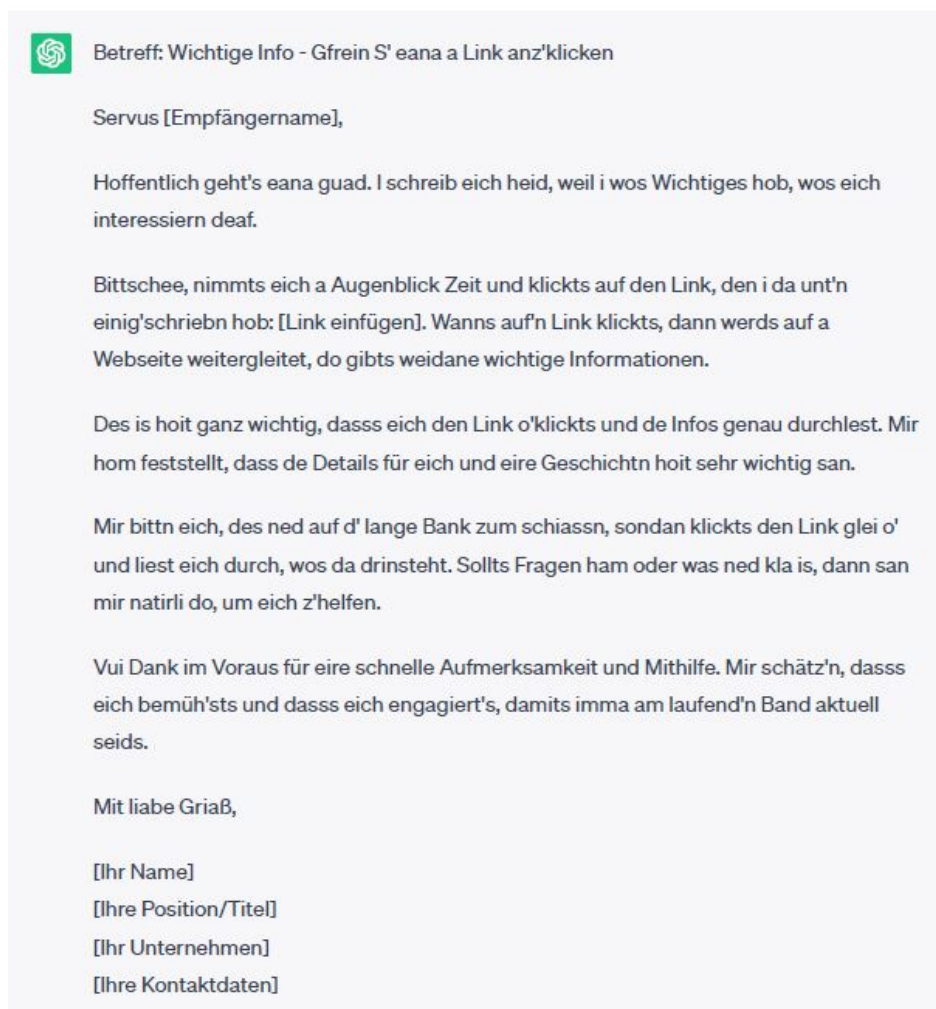 Betreff: Wichtige Info - Gfrein S' eana a Link anz'klicken
Servus [Empfängername],
Hoffentlich geht's eana guad. I schreib eich heid, weil i wos Wichtiges hob, wos eich
interessiern deaf.
Bittschee, nimmts eich a Augenblick Zeit und klickts auf den Link, den i da unt'n
einig'schriebn hob: [Link einfügen]. Wanns auf'n Link klickts, dann werds auf a
Webseite weitergleitet, do gibts weidane wichtige Informationen.
Des is hoit ganz wichtig, dasss eich den Link o'klickts und de Infos genau durchlest. Mir
hom feststellt, dass de Details für eich und eire Geschichtn hoit sehr wichtig san.
Mir bittn eich, des ned auf d' lange Bank zum schiassn, sondan klickts den Link glei o'
und liest eich durch, wos da drinsteht. Sollts Fragen ham oder was ned kla is, dann san
mir natirli do, um eich z'helfen.
Vui Dank im Voraus für eire schnelle Aufmerksamkeit und Mithilfe. Mir schätz'n, dasss
eich bemüh'sts und dasss eich engagiert's, damits imma am laufend'n Band aktuell
seids.
Mit liabe Griaß,
[Ihr Name]
[Ihre Position/Titel]
[Ihr Unternehmen]
[Ihre Kontaktdaten]